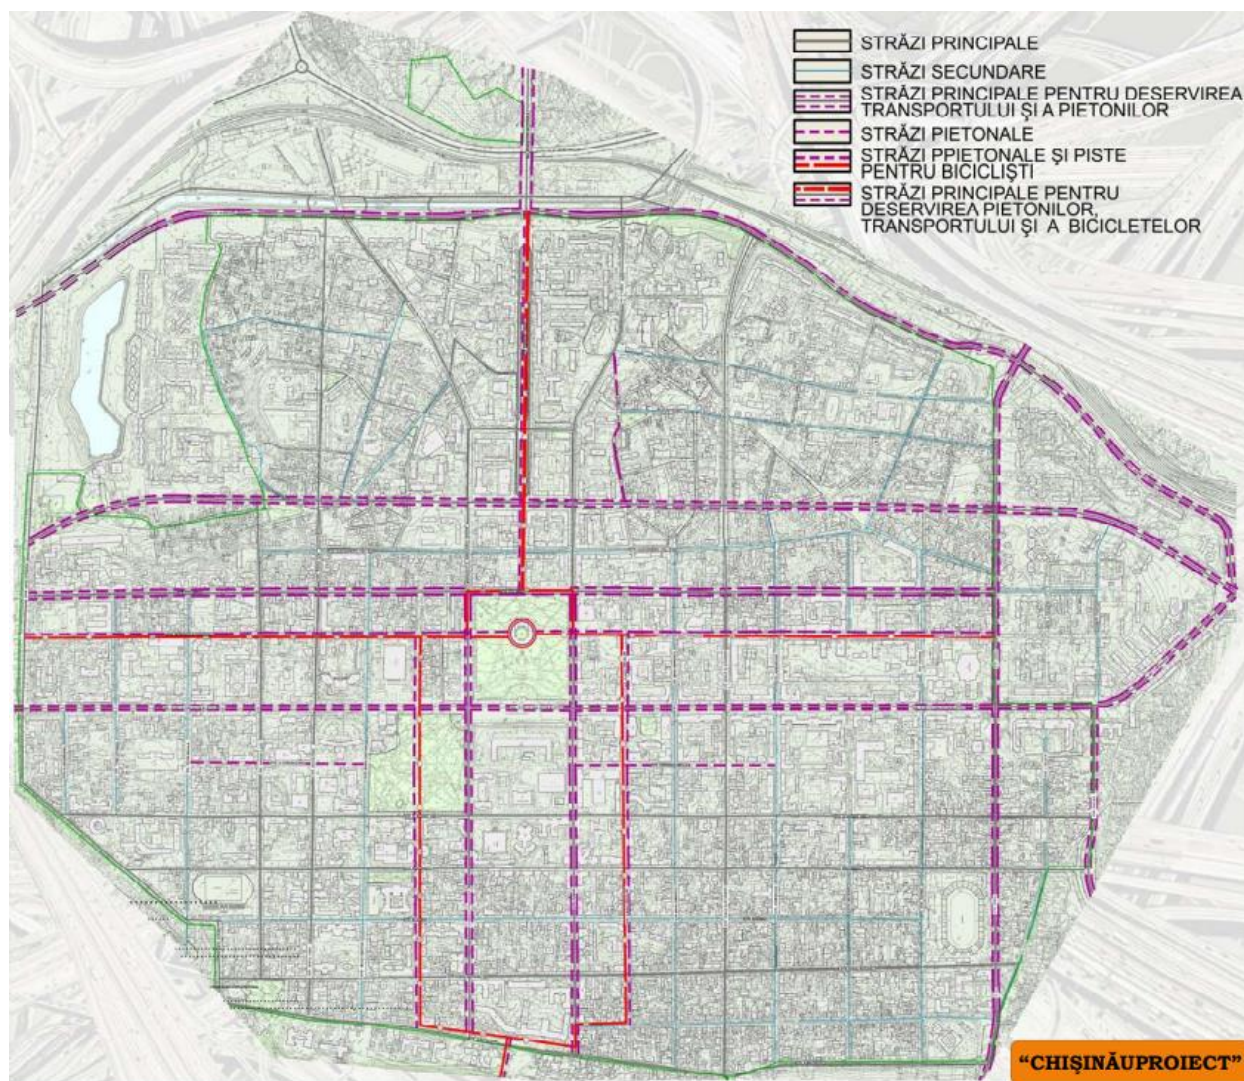 STRĂZI PRINCIPALE
STRĂZI SECUNDARE
STRĂZI PRINCIPALE PENTRU DESERVIREA
TRANSPORTULUI ŞI A PIETONILOR
STRĂZI PIETONALE
STRĂZI PPIETONALE ŞI PISTE
PENTRU BICICLIŞTI
STRĂZI PRINCIPALE PENTRU
DESERVIREA PIETONILOR,
TRANSPORTULUI ŞI A BICICLETELOR
“CHIŞINĂUPROIECT”